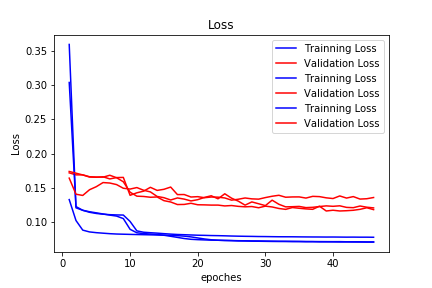 Loss
0.35
0.30
0.25
0.20
0.15
0.10
Loss
Trainning Loss
Validation Loss
Trainning Loss
Validation Loss
Trainning Loss
Validation Loss
0 10 20 30 40
epoches